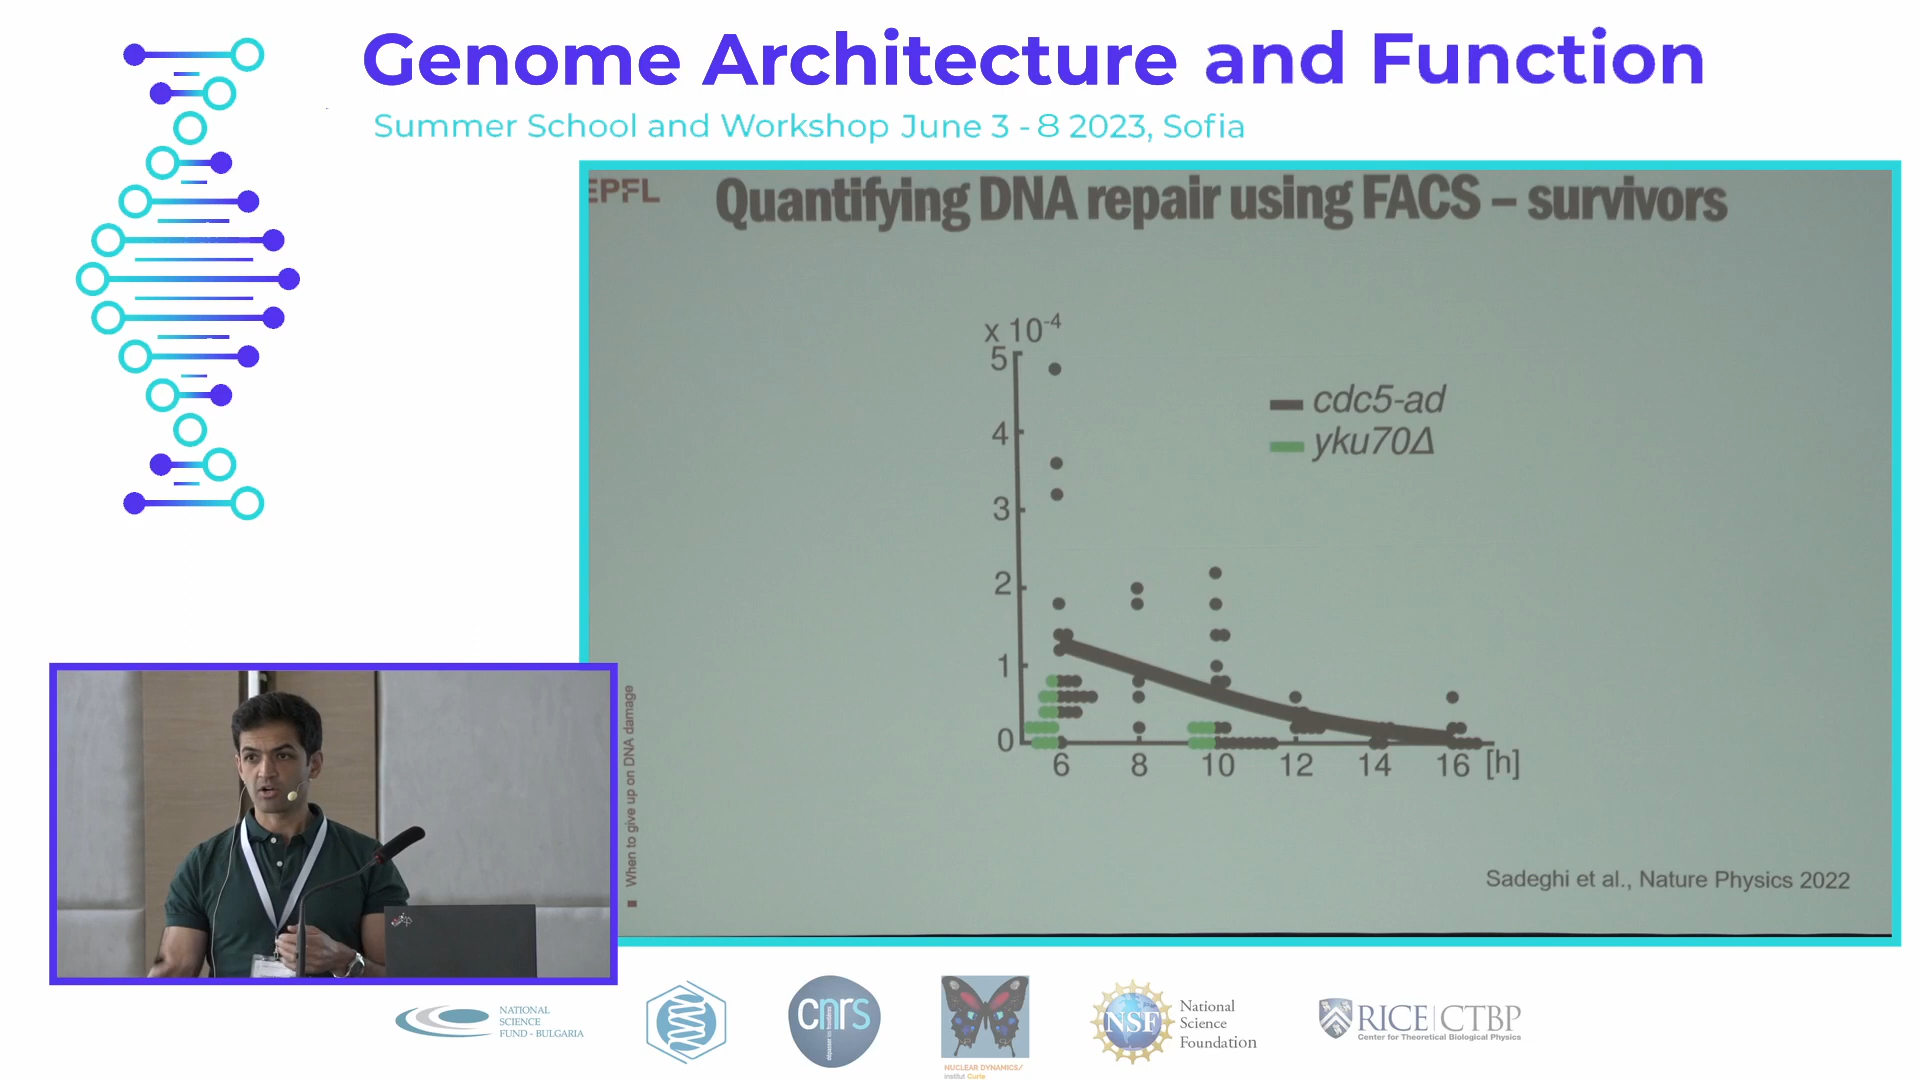 Genome Architecture and Function
Summer School and Workshop June 3 - 8 2023, Sofia
EPFL
Quantifying DNA repair using FACS – survivors
x 10-4
5
4
3
2
1
0
6 8 10 12 14 16 [h]
cdc5-ad
yku70Δ
When to give up on DNA damage
Sadeghi et al., Nature Physics 2022
NATIONAL
SCIENCE
FUND - BULGARIA
cnrs
NUCLEAR DYNAMICS/
institut Curie
NSF
National
Science
Foundation
RICE | CTBP
Center for Theoretical Biological Physics